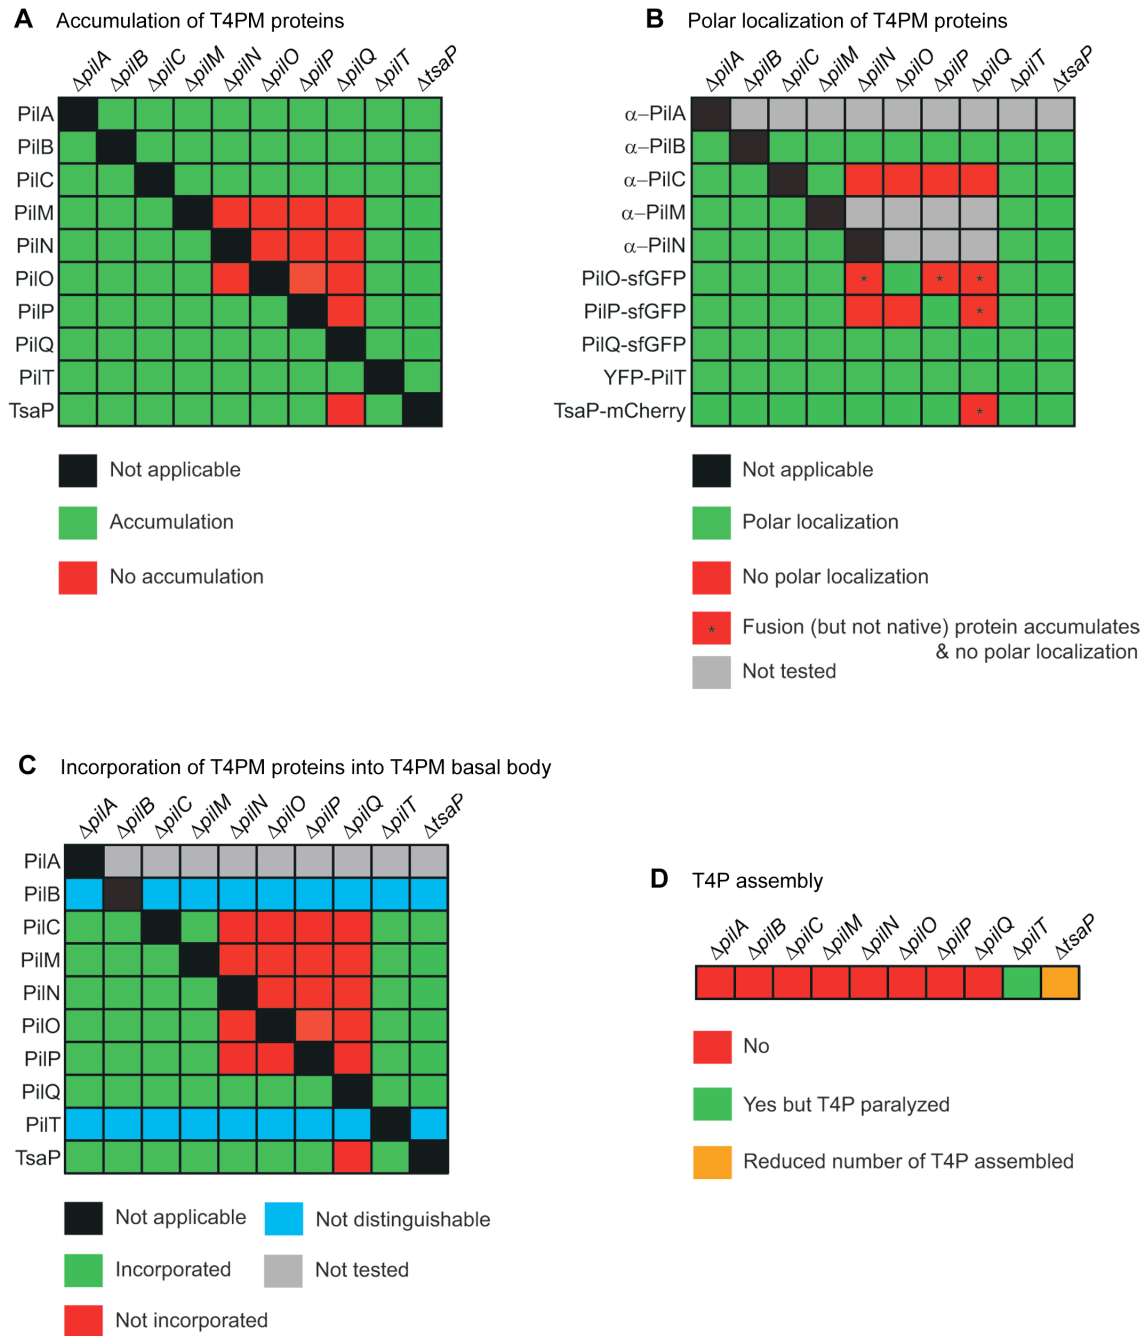 A Accumulation of T4PM proteins
ΔpilA ΔpilB ΔpilC ΔpilM ΔpilN ΔpilO ΔpilP ΔpilQ ΔpilT ΔtsaP
PilA
PilB
PilC
PilM
PilN
PilO
PilP
PilQ
PilT
TsaP
Not applicable
Accumulation
No accumulation
B Polar localization of T4PM proteins
ΔpilA ΔpilB ΔpilC ΔpilM ΔpilN ΔpilO ΔpilP ΔpilQ ΔpilT ΔtsaP
α–PilA
α–PilB
α–PilC
α–PilM
α–PilN
PilO-sfGFP * * *
PilP-sfGFP *
PilQ-sfGFP
YFP-PilT
TsaP-mCherry *
Not applicable
Polar localization
No polar localization
* Fusion (but not native) protein accumulates
& no polar localization
Not tested
C Incorporation of T4PM proteins into T4PM basal body
ΔpilA ΔpilB ΔpilC ΔpilM ΔpilN ΔpilO ΔpilP ΔpilQ ΔpilT ΔtsaP
PilA
PilB
PilC
PilM
PilN
PilO
PilP
PilQ
PilT
TsaP
Not applicable
Not distinguishable
Incorporated
Not tested
Not incorporated
D T4P assembly
ΔpilA ΔpilB ΔpilC ΔpilM ΔpilN ΔpilO ΔpilP ΔpilQ ΔpilT ΔtsaP
No
Yes but T4P paralyzed
Reduced number of T4P assembled